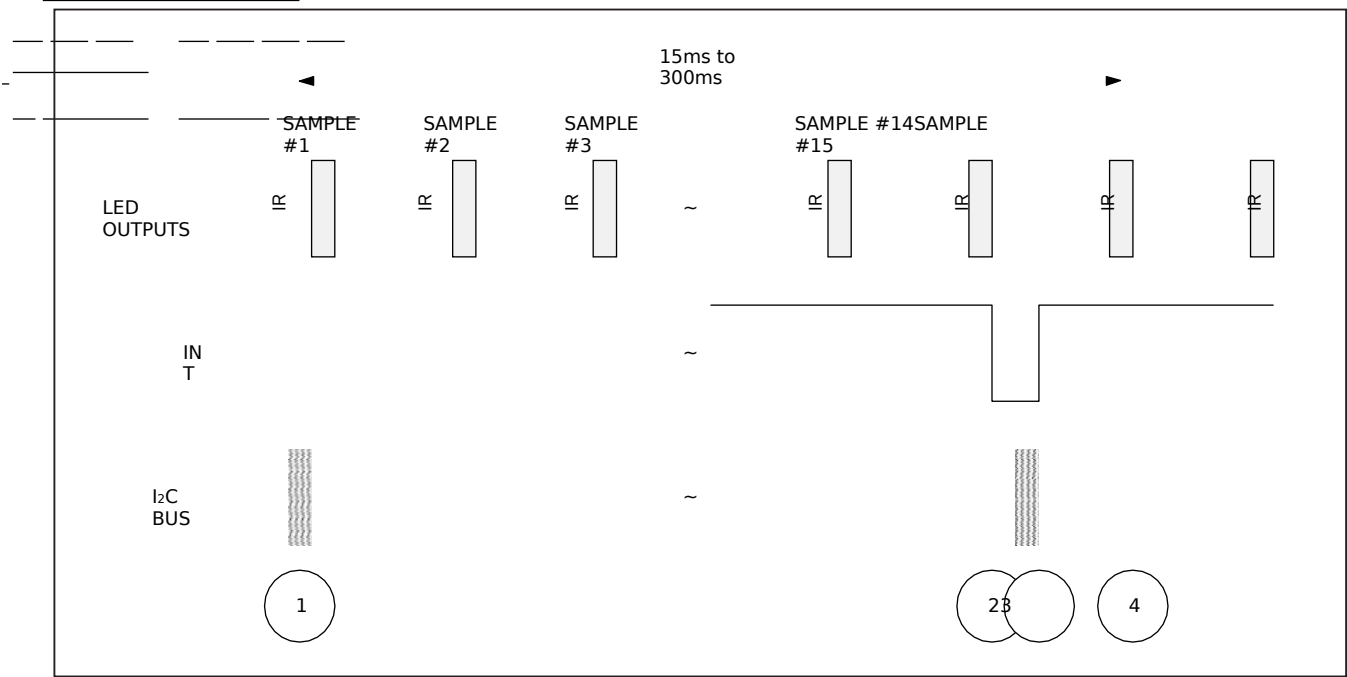 15ms to
300ms
SAMPLE
#1
SAMPLE
#2
SAMPLE
#3
SAMPLE #14SAMPLE
#15
LED
OUTPUTS
IR
IR
IR
~
IR
IR
IR
IR
IN
T
~
I₂C
BUS
~
1
23
4